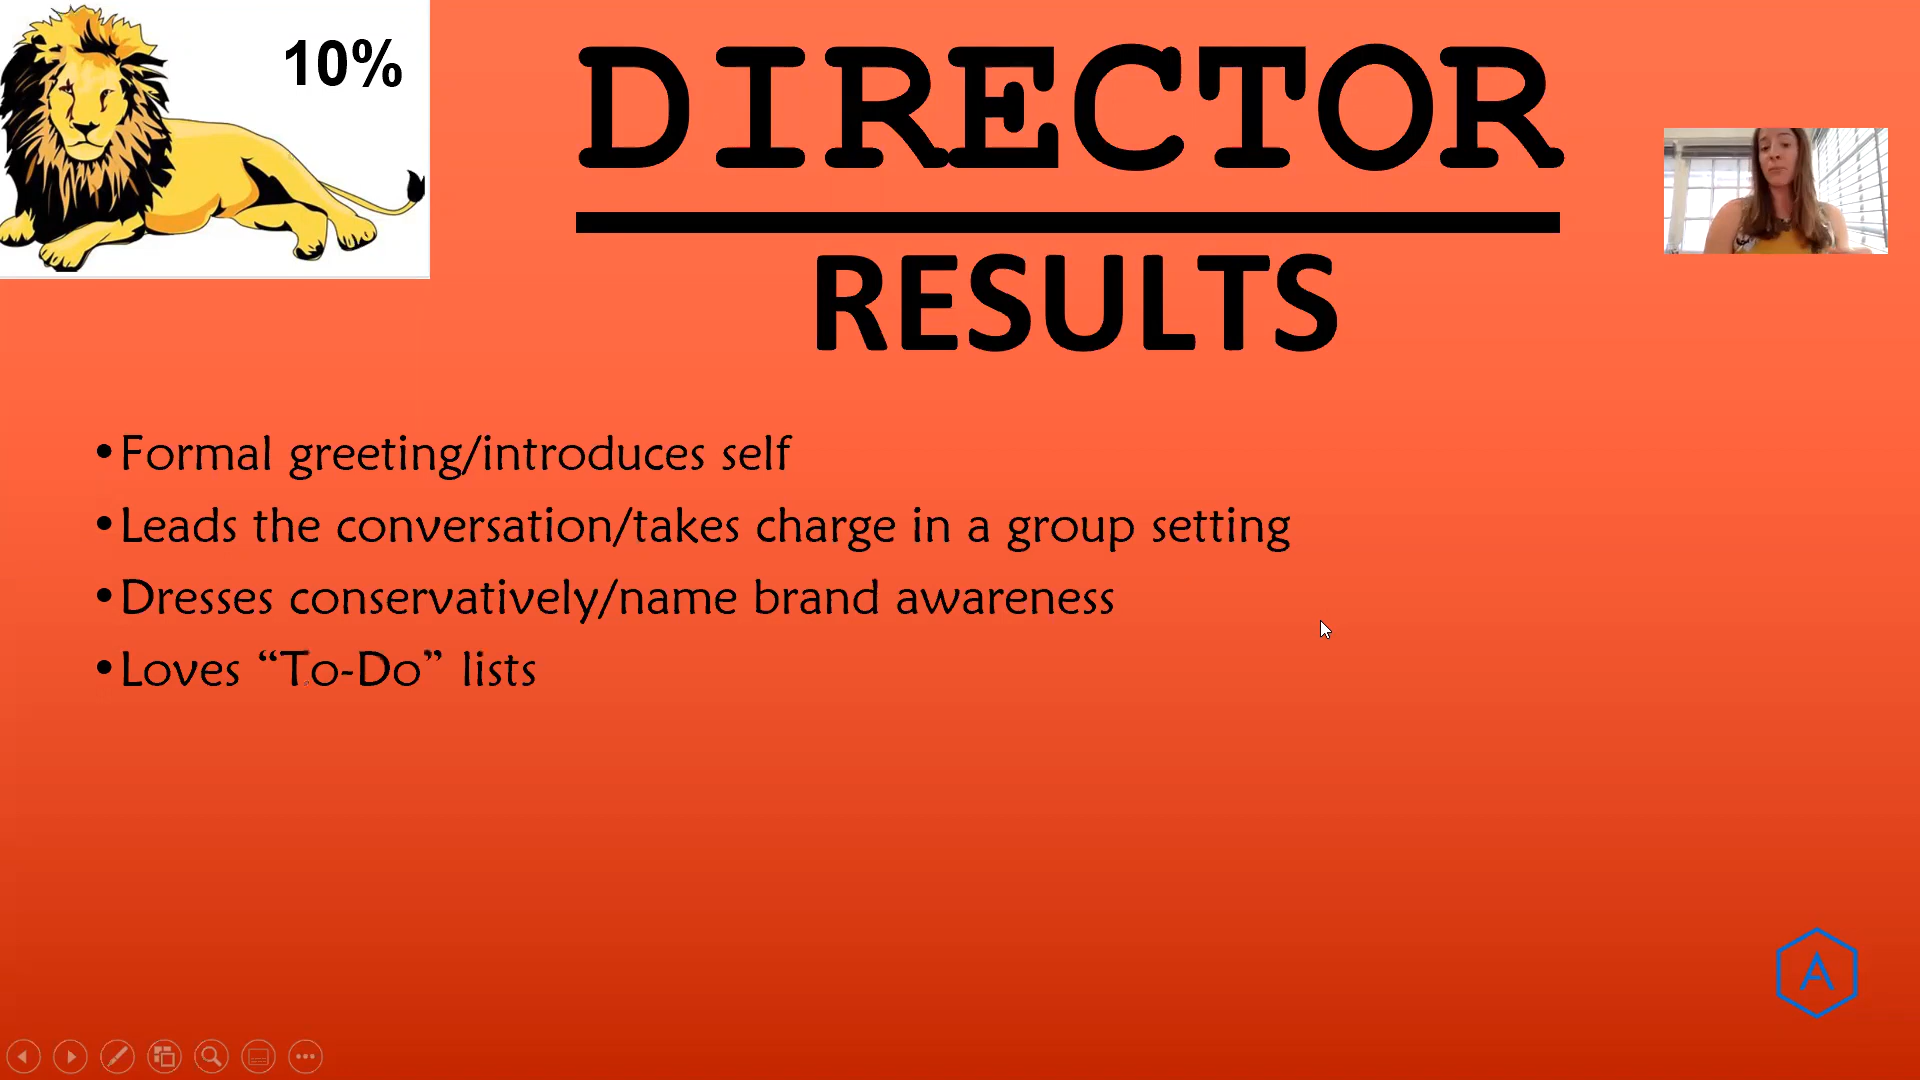 10%
DIRECTOR
RESULTS
•Formal greeting/introduces self
•Leads the conversation/takes charge in a group setting
•Dresses conservatively/name brand awareness
•Loves “To-Do” lists
A